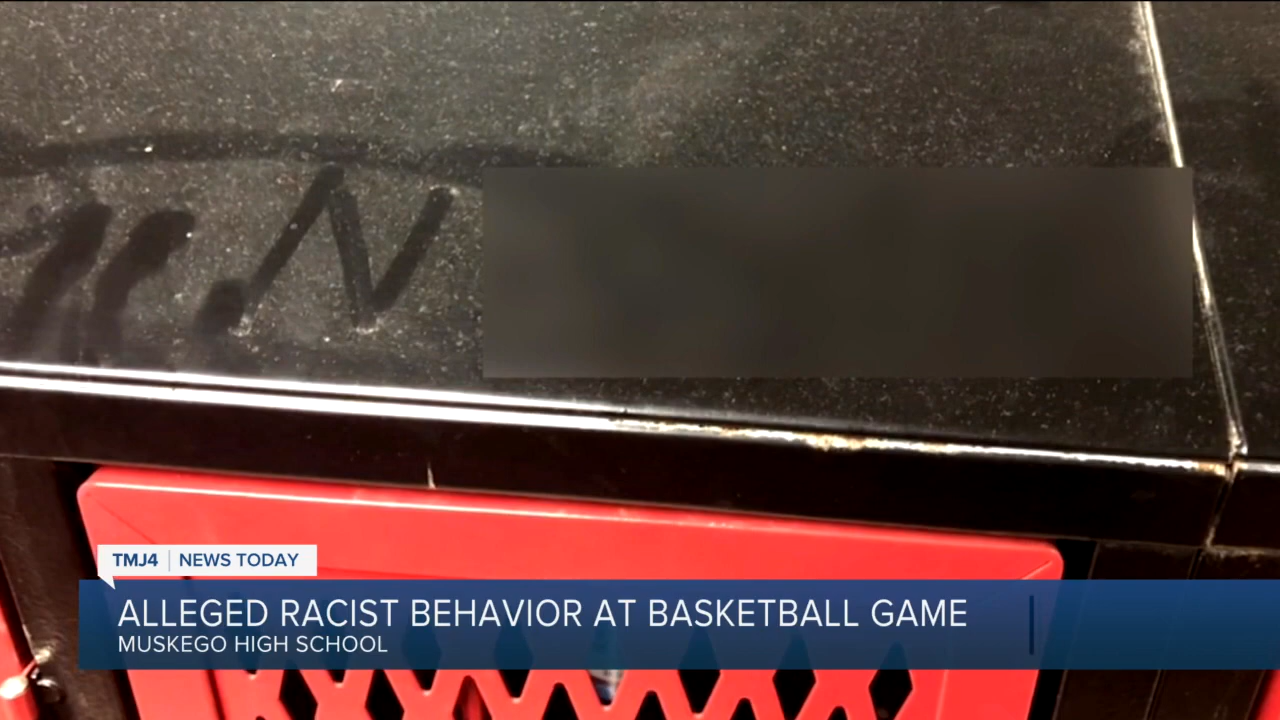 "N
TMJ4 | NEWS TODAY
ALLEGED RACIST BEHAVIOR AT BASKETBALL GAME
MUSKEGO HIGH SCHOOL